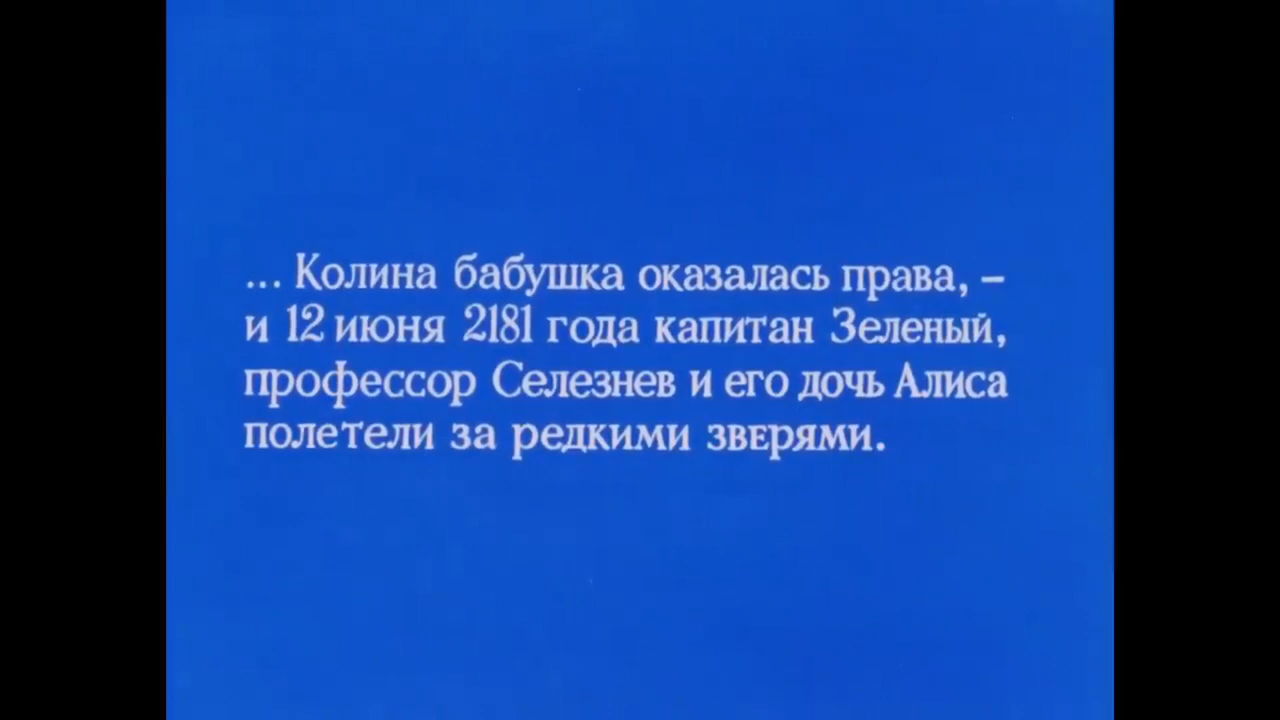 ... Колина бабушка оказалась права, –
и 12 июня 2181 года капитан Зеленый,
профессор Селезнев и его дочь Алиса
полетели за редкими зверями.